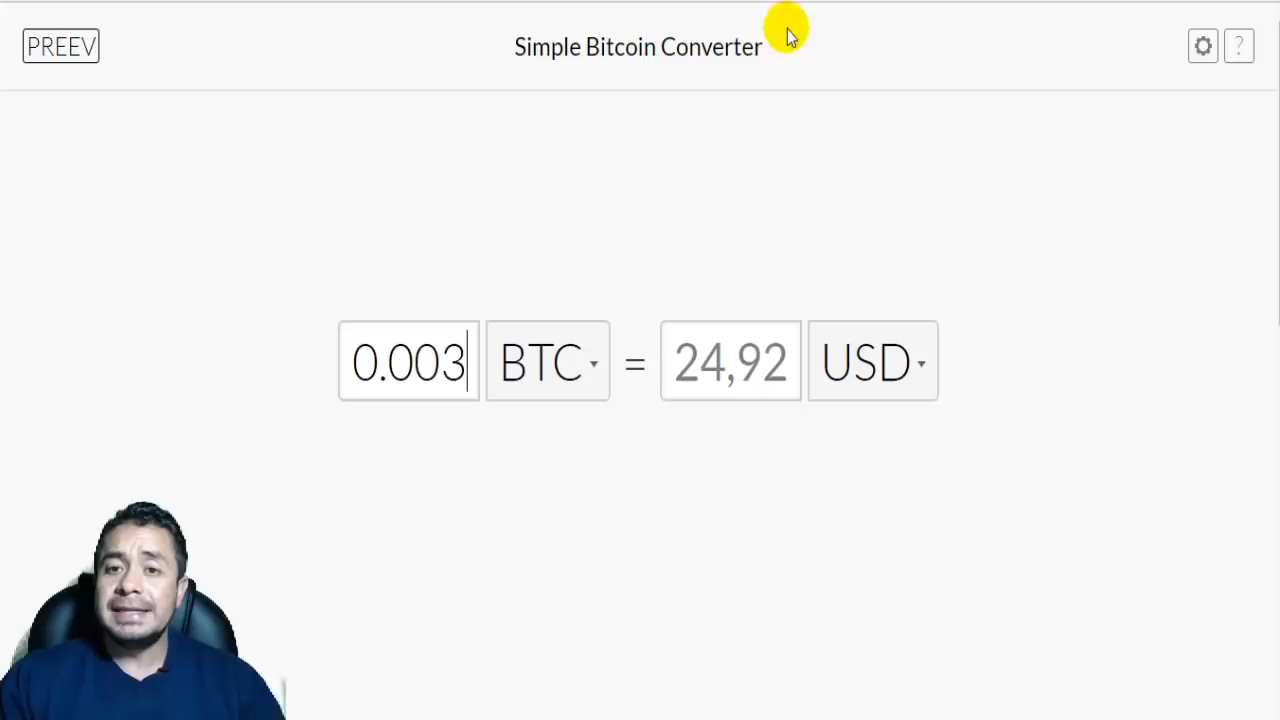 PREEV
Simple Bitcoin Converter
?
0.003 BTC = 24,92 USD